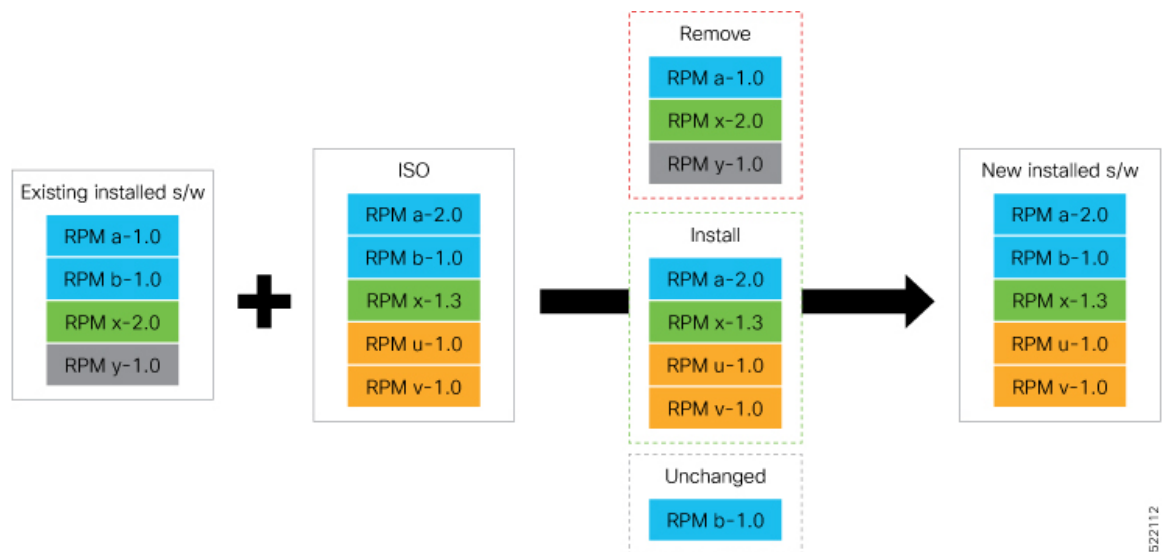 Existing installed s/w
RPM a-1.0
RPM b-1.0
RPM x-2.0
RPM y-1.0
ISO
RPM a-2.0
RPM b-1.0
RPM x-1.3
RPM u-1.0
RPM v-1.0
Remove
RPM a-1.0
RPM x-2.0
RPM y-1.0
Install
RPM a-2.0
RPM x-1.3
RPM u-1.0
RPM v-1.0
Unchanged
RPM b-1.0
New installed s/w
RPM a-2.0
RPM b-1.0
RPM x-1.3
RPM u-1.0
RPM v-1.0
522112